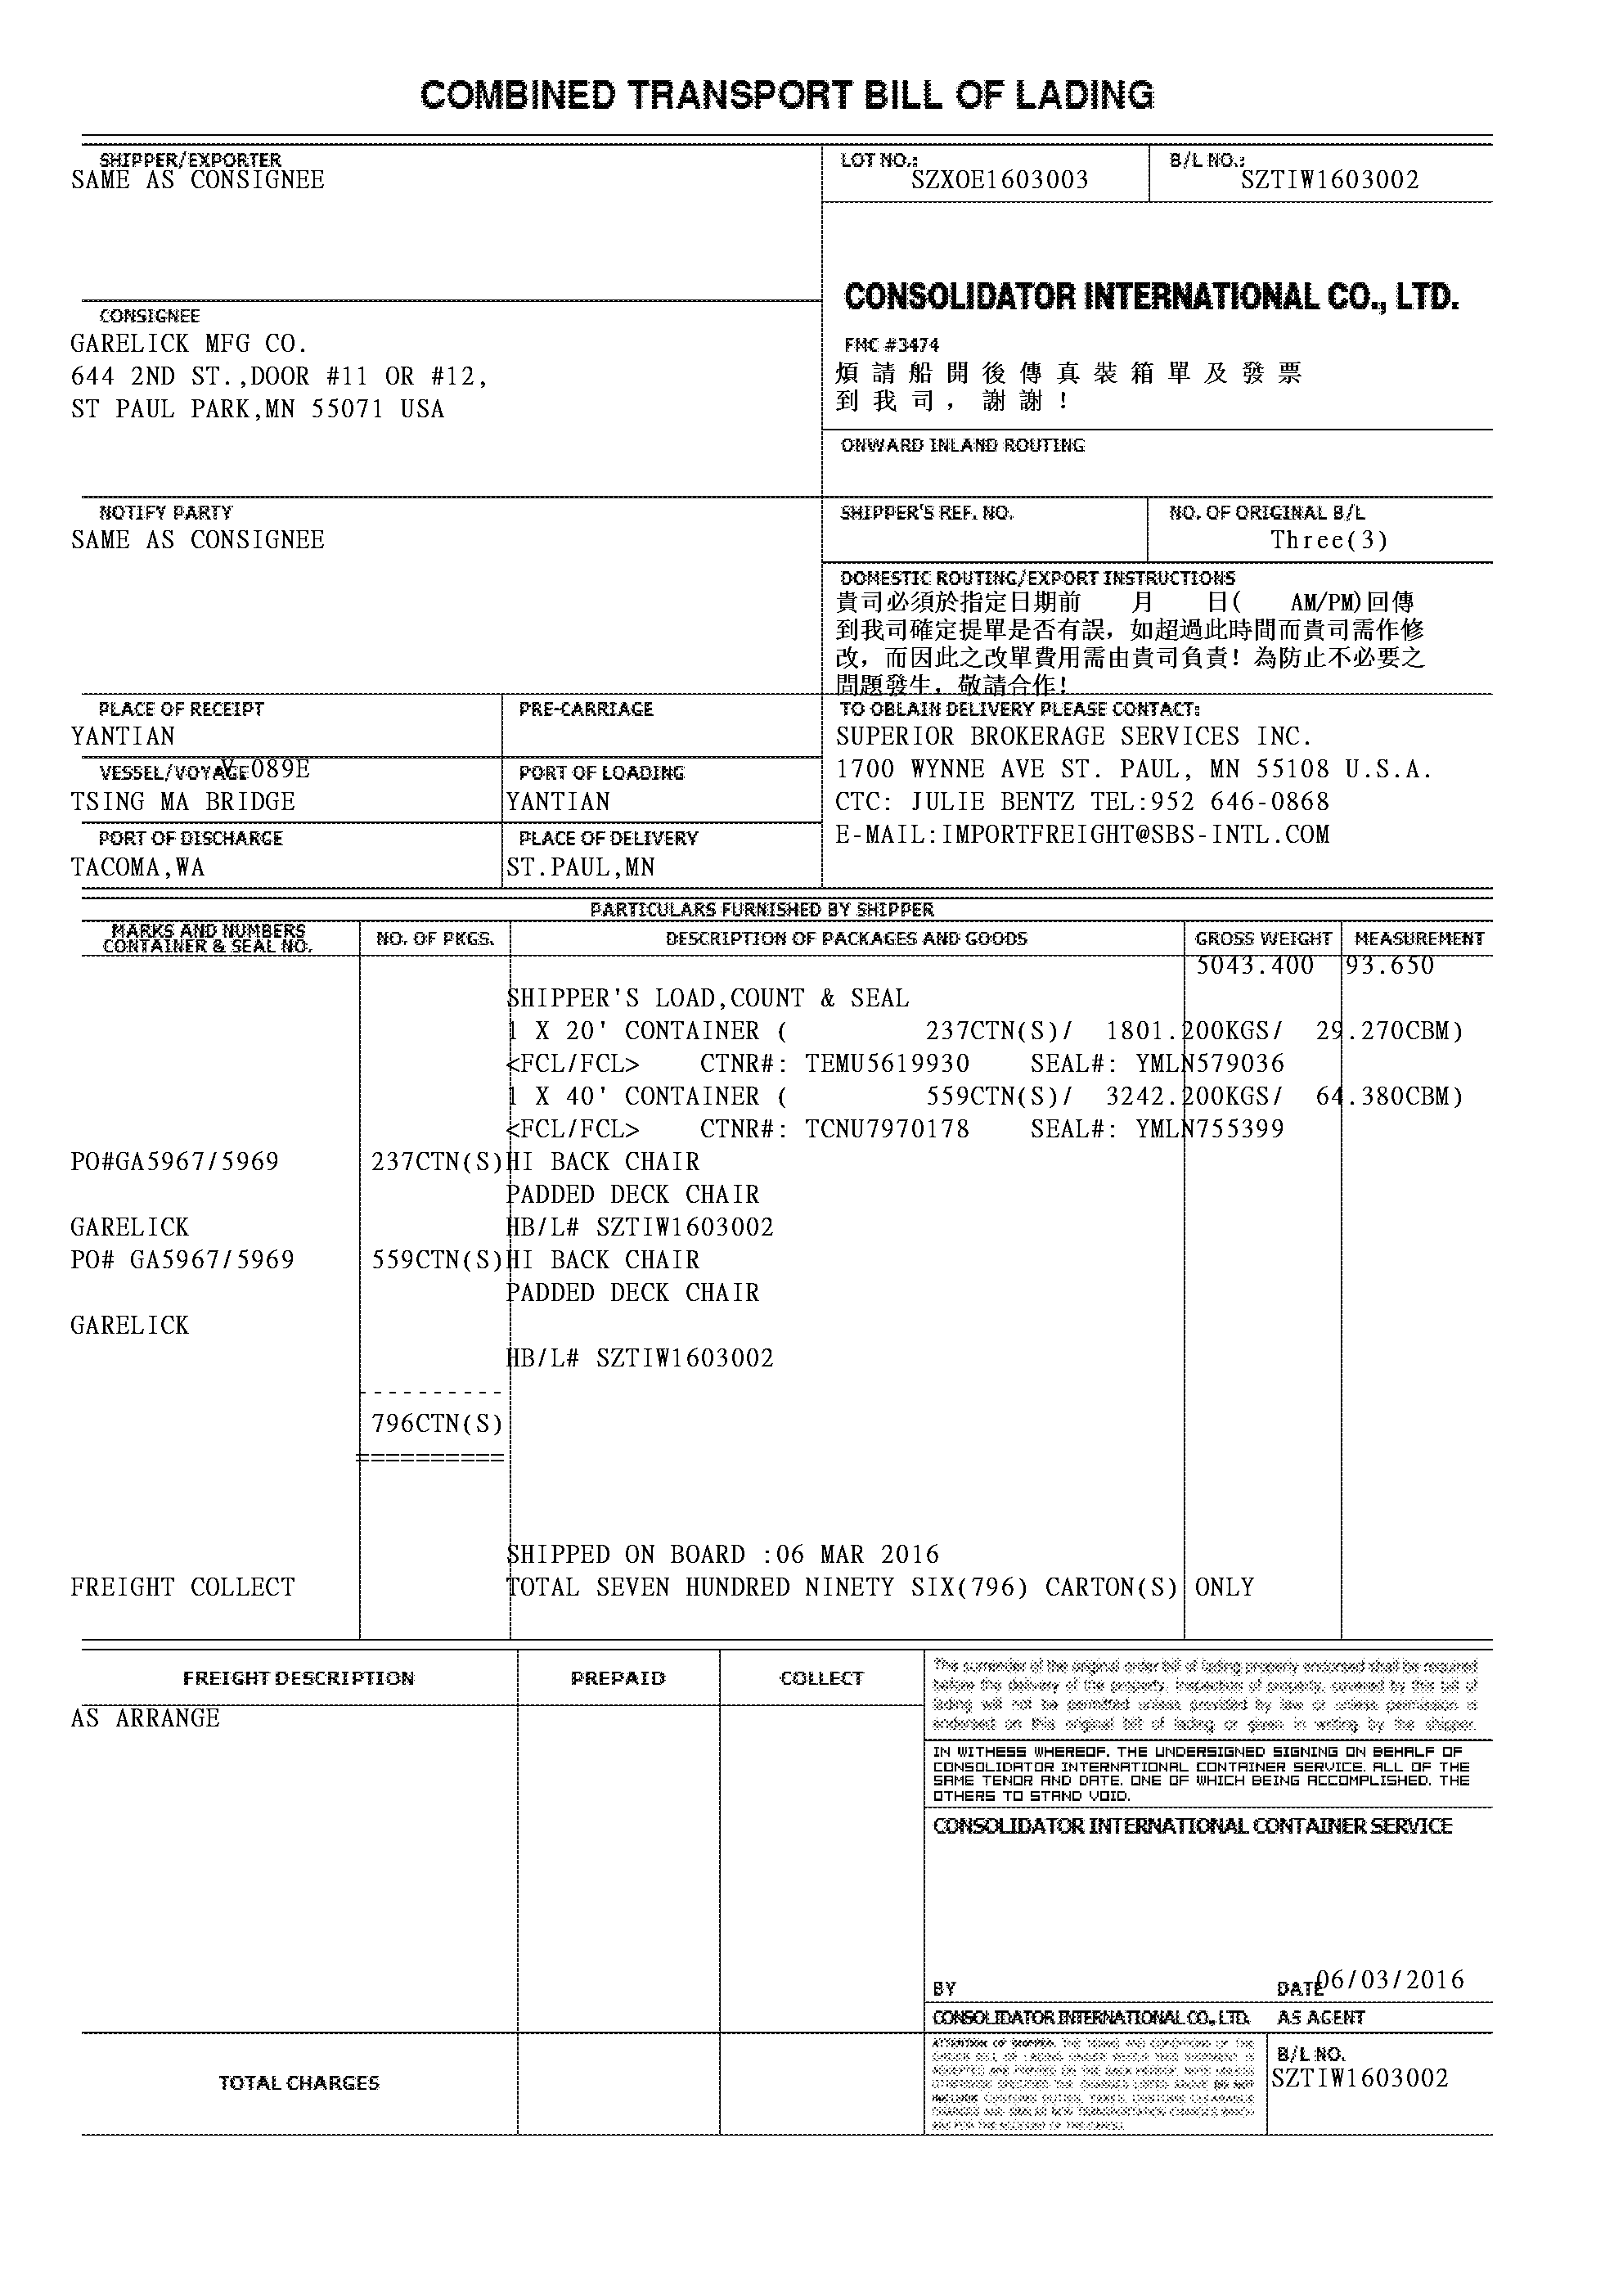 COMBINED TRANSPORT BILL OF LADING
SHIPPER/EXPORTER
SAME AS CONSIGNEE
LOT NO.:
SZXOE1603003
B/L NO.:
SZTIW1603002
CONSIGNEE
GARELICK MFG CO.
644 2ND ST.,DOOR #11 OR #12,
ST PAUL PARK,MN 55071 USA
CONSOLIDATOR INTERNATIONAL CO., LTD.
FMC #3474
煩請船開後傳真裝箱單及發票
到我司，謝謝！
ONWARD INLAND ROUTING
NOTIFY PARTY
SAME AS CONSIGNEE
SHIPPER'S REF. NO.
NO. OF ORIGINAL B/L
Three(3)
DOMESTIC ROUTING/EXPORT INSTRUCTIONS
貴司必須於指定日期前 月 日( AM/PM)回傳
到我司確定提單是否有誤，如超過此時間而貴司需作修
改，而因此之改單費用需由貴司負責！為防止不必要之
問題發生，敬請合作！
PLACE OF RECEIPT
YANTIAN
PRE-CARRIAGE
VESSEL/VOYAGE V.089E
TSING MA BRIDGE
PORT OF LOADING
YANTIAN
PORT OF DISCHARGE
TACOMA,WA
PLACE OF DELIVERY
ST.PAUL,MN
TO OBLAIN DELIVERY PLEASE CONTACT:
SUPERIOR BROKERAGE SERVICES INC.
1700 WYNNE AVE ST. PAUL, MN 55108 U.S.A.
CTC: JULIE BENTZ TEL:952 646-0868
E-MAIL:IMPORTFREIGHT@SBS-INTL.COM
PARTICULARS FURNISHED BY SHIPPER
MARKS AND NUMBERS
CONTAINER & SEAL NO.
NO. OF PKGS.
DESCRIPTION OF PACKAGES AND GOODS
GROSS WEIGHT
MEASUREMENT
5043.400 93.650
SHIPPER'S LOAD,COUNT & SEAL
1 X 20' CONTAINER ( 237CTN(S)/ 1801.200KGS/ 29.270CBM)
<FCL/FCL> CTNR#: TEMU5619930 SEAL#: YMLN579036
1 X 40' CONTAINER ( 559CTN(S)/ 3242.200KGS/ 64.380CBM)
<FCL/FCL> CTNR#: TCNU7970178 SEAL#: YMLN755399
PO#GA5967/5969 237CTN(S) HI BACK CHAIR
PADDED DECK CHAIR
GARELICK HB/L# SZTIW1603002
PO# GA5967/5969 559CTN(S) HI BACK CHAIR
PADDED DECK CHAIR
GARELICK
HB/L# SZTIW1603002
----------
796CTN(S)
==========
SHIPPED ON BOARD :06 MAR 2016
FREIGHT COLLECT TOTAL SEVEN HUNDRED NINETY SIX(796) CARTON(S) ONLY
FREIGHT DESCRIPTION
PREPAID
COLLECT
AS ARRANGE
The surrender of the original order bill of lading property endorsed shall be required
before the delivery of the property. Inspection of property. covered by the bill of
lading will not be permitted unless provided by law or unless permission is
endorsed on this original bill of lading or given in writing by the shipper.
IN WITHESS WHEREOF. THE UNDERSIGNED SIGNING ON BEHALF OF
CONSOLIDATOR INTERNATIONAL CONTAINER SERVICE. ALL OF THE
SAME TENOR AND DATE. ONE OF WHICH BEING ACCOMPLISHED. THE
OTHERS TO STAND VOID.
CONSOLIDATOR INTERNATIONAL CONTAINER SERVICE
BY
DATE 06/03/2016
CONSOLIDATOR INTERNATIONAL CO., LTD. AS AGENT
TOTAL CHARGES
B/L NO.
SZTIW1603002